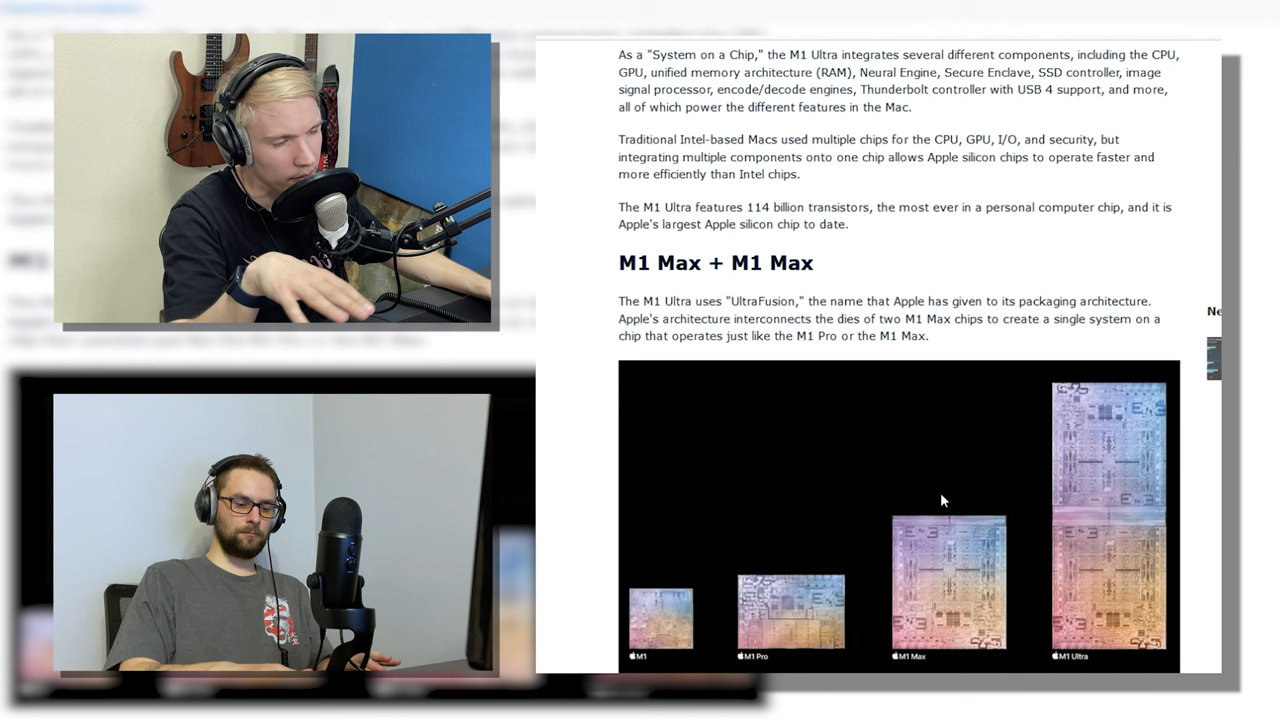 As a "System on a Chip," the M1 Ultra integrates several different components, including the CPU,
GPU, unified memory architecture (RAM), Neural Engine, Secure Enclave, SSD controller, image
signal processor, encode/decode engines, Thunderbolt controller with USB 4 support, and more,
all of which power the different features in the Mac.
Traditional Intel-based Macs used multiple chips for the CPU, GPU, I/O, and security, but
integrating multiple components onto one chip allows Apple silicon chips to operate faster and
more efficiently than Intel chips.
The M1 Ultra features 114 billion transistors, the most ever in a personal computer chip, and it is
Apple's largest Apple silicon chip to date.
M1 Max + M1 Max
The M1 Ultra uses "UltraFusion," the name that Apple has given to its packaging architecture.
Apple's architecture interconnects the dies of two M1 Max chips to create a single system on a
chip that operates just like the M1 Pro or the M1 Max.
Ne
M1
M1 Pro
M1 Max
M1 Ultra